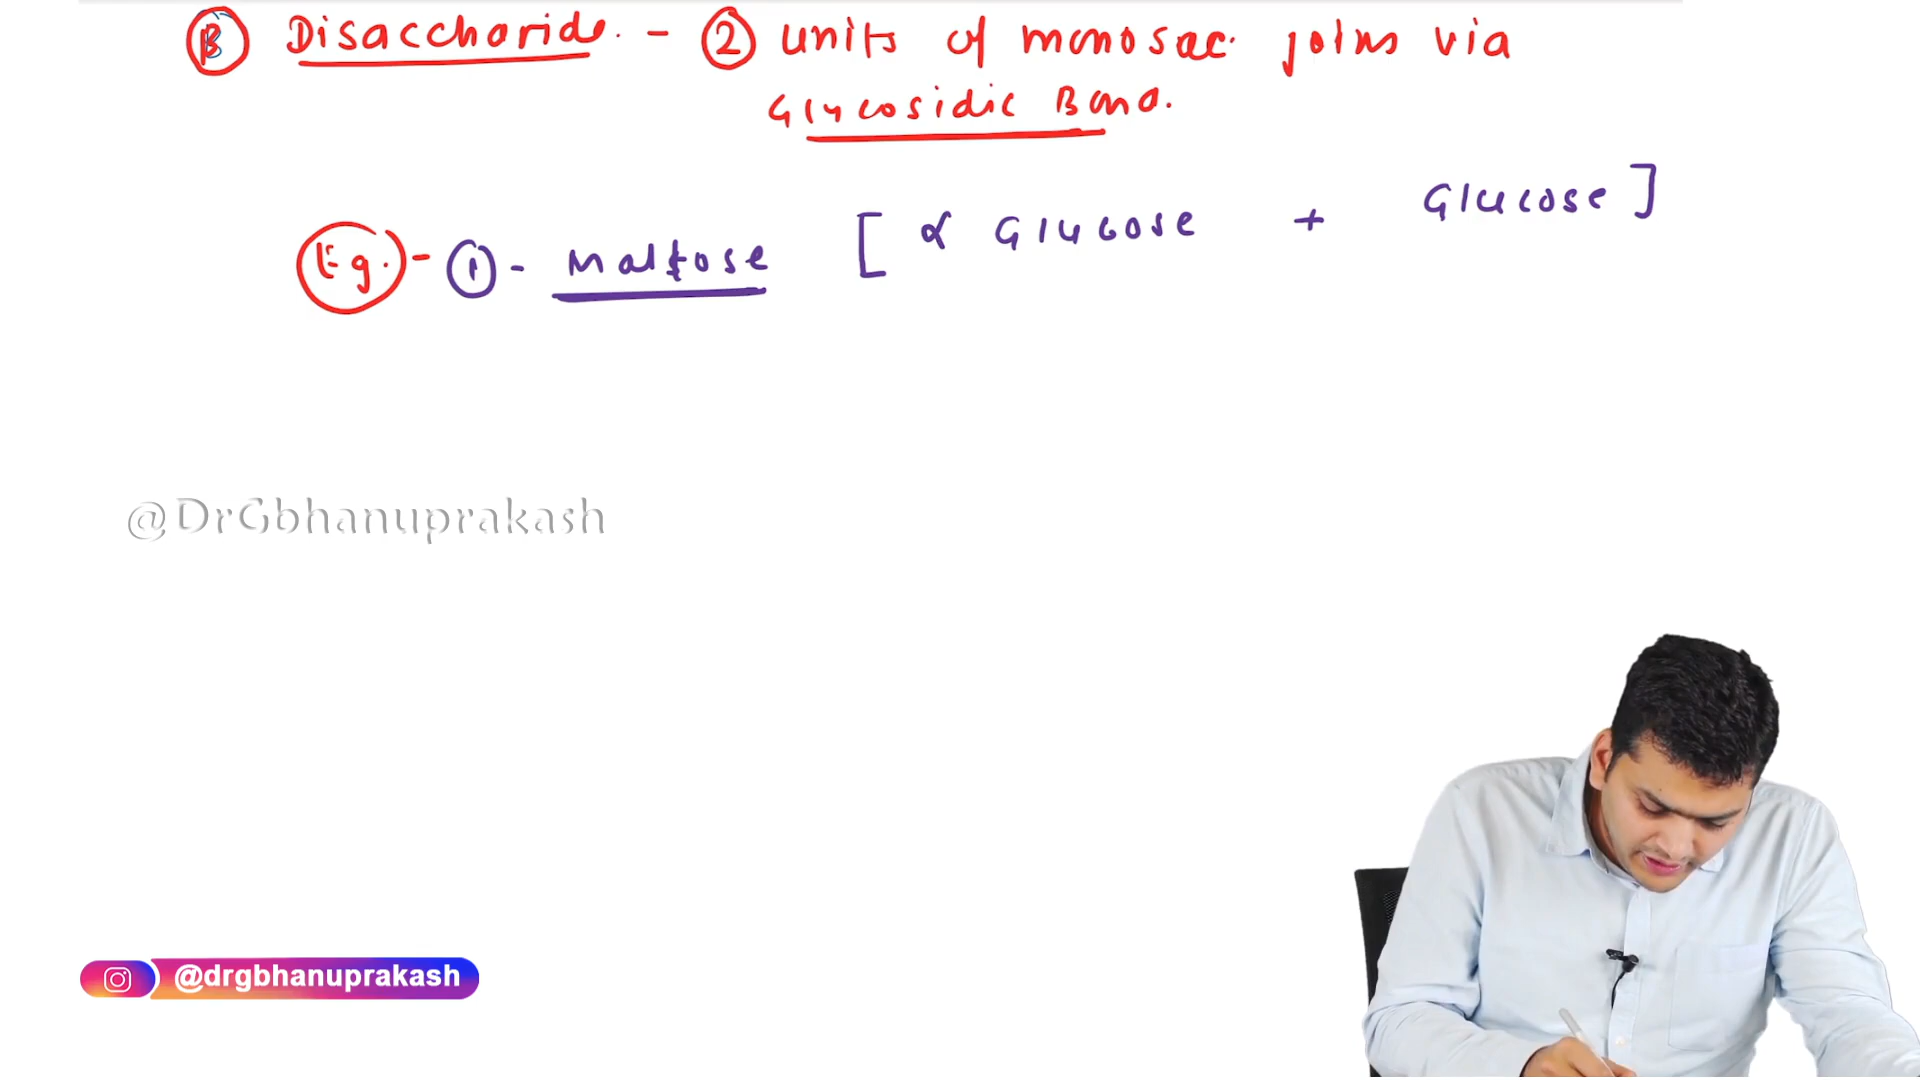 B Disaccharide. - 2 units of monosac. joins via
Glycosidic Bond.
Eg. - 1 - Maltose [ α Glucose + Glucose ]
@DrGbhanuprakash
@drgbhanuprakash